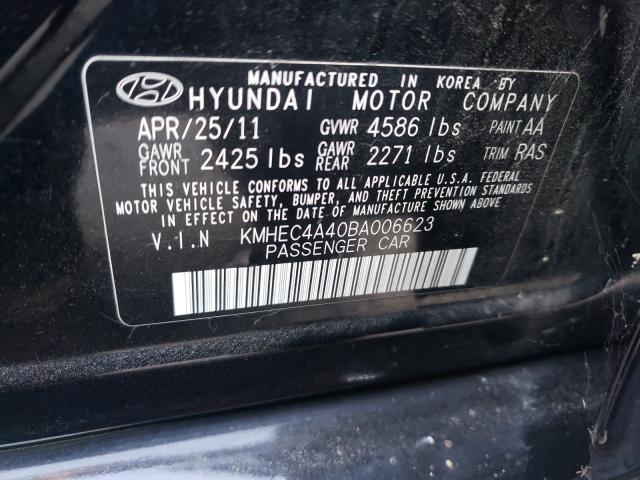 MANUFACTURED IN KOREA BY
HYUNDAI MOTOR COMPANY
APR/25/11 GVWR 4586 lbs PAINT AA
GAWR FRONT 2425 lbs GAWR REAR 2271 lbs TRIM RAS
THIS VEHICLE CONFORMS TO ALL APPLICABLE U.S.A. FEDERAL
MOTOR VEHICLE SAFETY, BUMPER, AND THEFT PREVENTION STANDARDS
IN EFFECT ON THE DATE OF MANUFACTURE SHOWN ABOVE
V.I.N KMHEC4A40BA006623
PASSENGER CAR